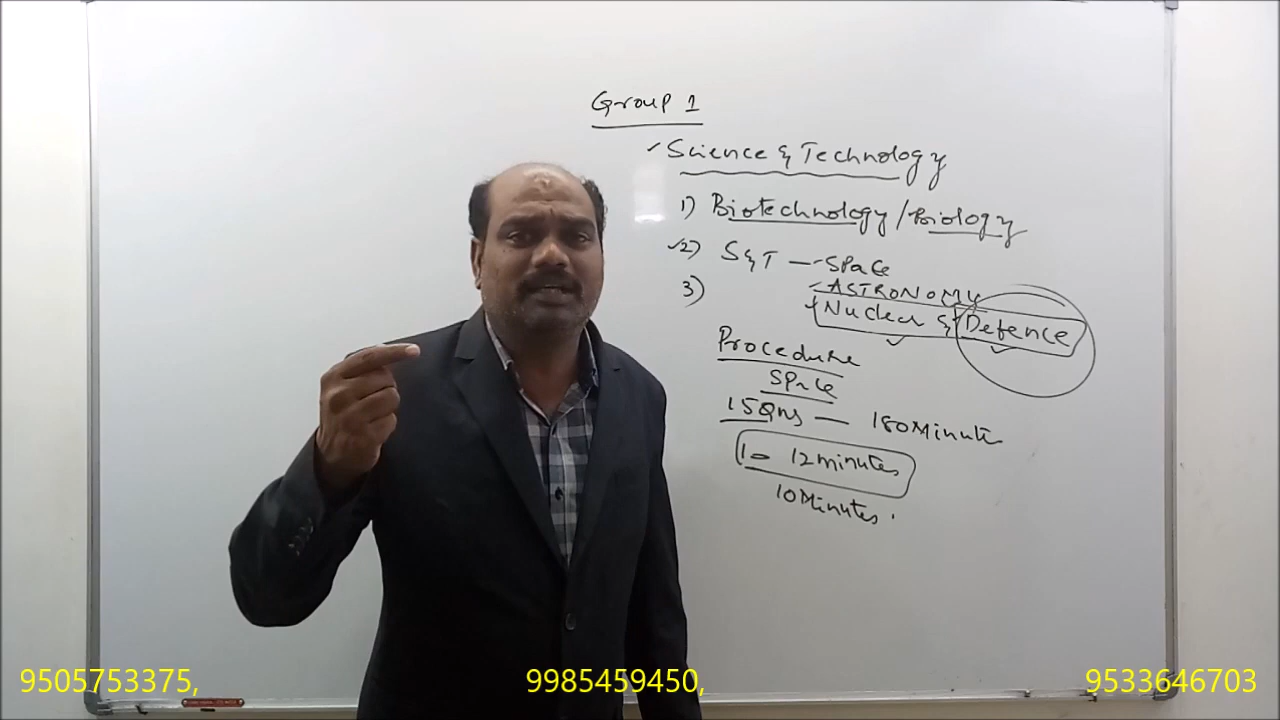 Group 1
✓ Science & Technology
1) Biotechnology / Biology
✓2) S&T — - Space
- ASTRONOMY
3)
Nuclear & Defence
Procedure
Space
15Qns — 180Minute
1 - 12minutes
10Minutes.
9505753375, 9985459450, 9533646703